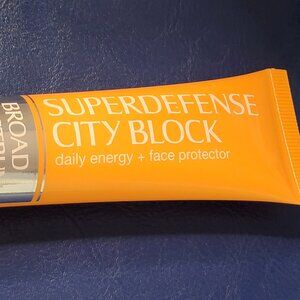 SUPERDEFENSE
CITY BLOCK
daily energy + face protector
BROAD